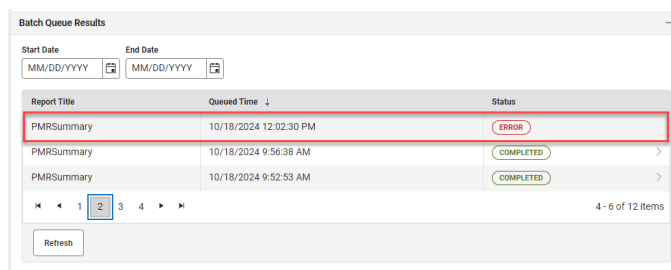 Batch Queue Results
Start Date End Date
MM/DD/YYYY MM/DD/YYYY
Report Title Queued Time ↓ Status
PMRSummary 10/18/2024 12:02:30 PM ERROR
PMRSummary 10/18/2024 9:56:38 AM COMPLETED
PMRSummary 10/18/2024 9:52:53 AM COMPLETED
1 2 3 4 4 - 6 of 12 items
Refresh